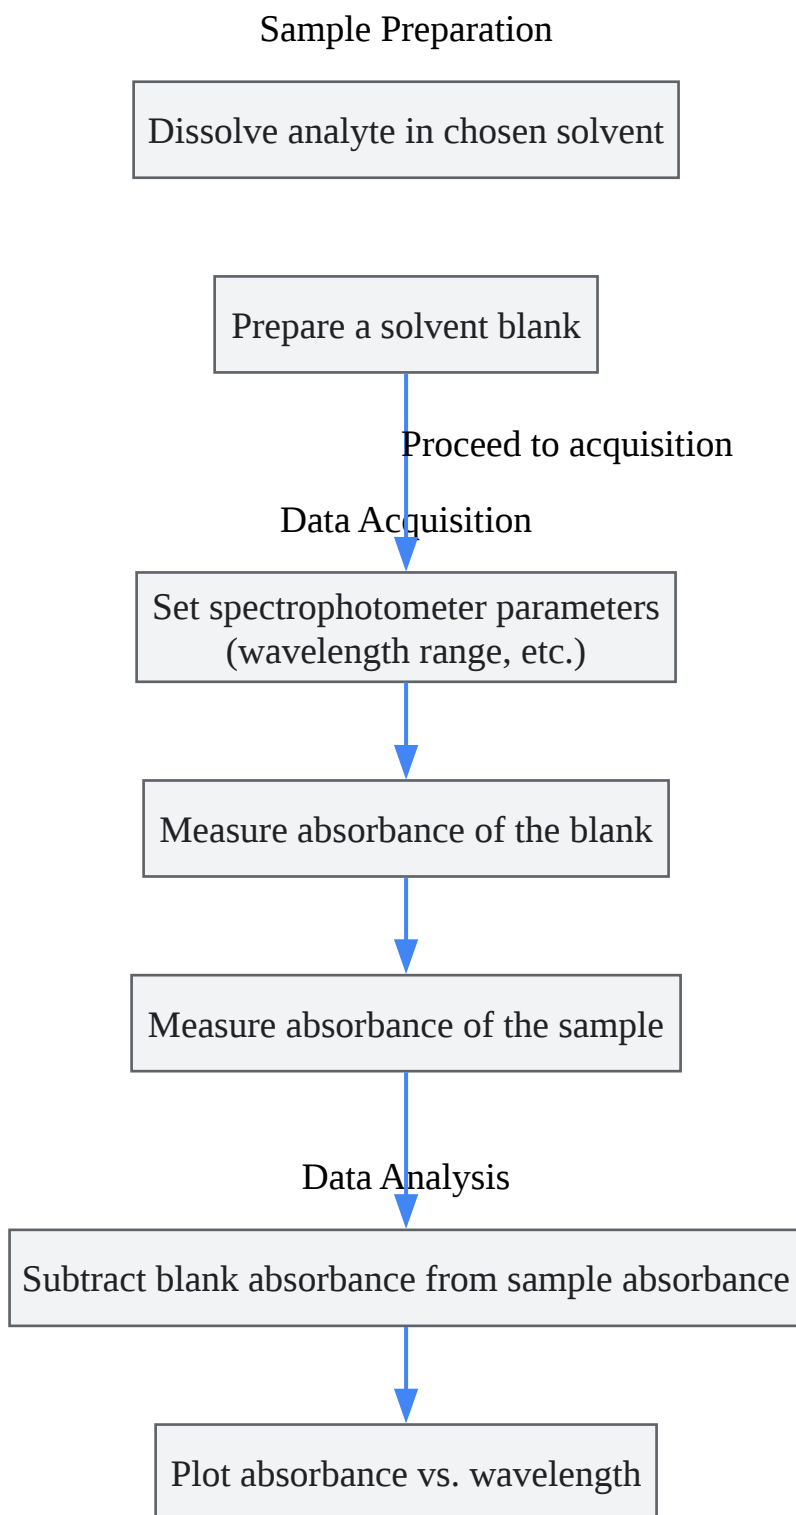 Sample Preparation
Dissolve analyte in chosen solvent
Prepare a solvent blank
Proceed to acquisition
Data Acquisition
Set spectrophotometer parameters
(wavelength range, etc.)
Measure absorbance of the blank
Measure absorbance of the sample
Data Analysis
Subtract blank absorbance from sample absorbance
Plot absorbance vs. wavelength